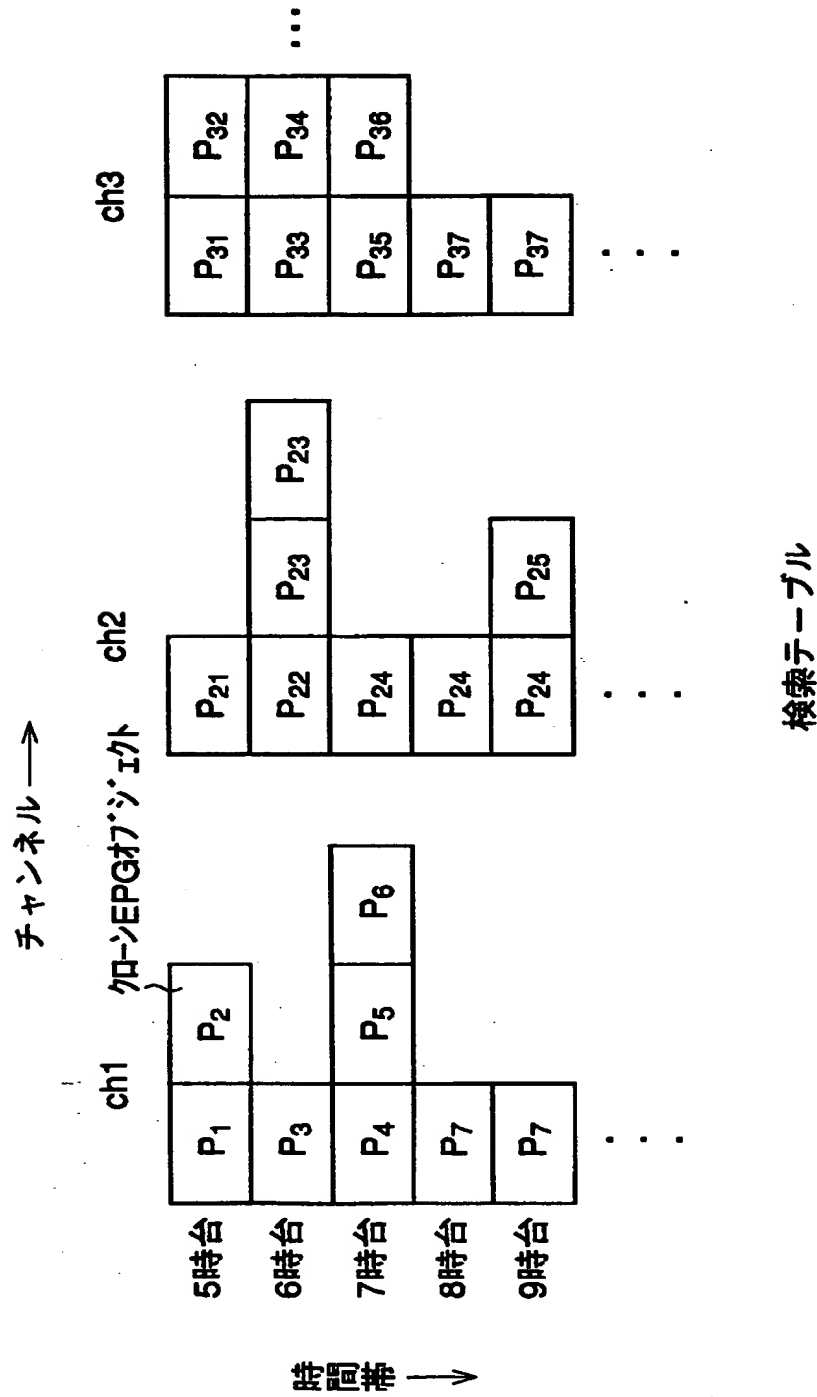 チャンネル→
クローンEPGオブジェクト
ch1 ch2 ch3
5時台 P1 P2 P21 P31 P32
6時台 P3 P22 P23 P23 P33 P34 ...
7時台 P4 P5 P6 P24 P35 P36
8時台 P7 P24 P37
9時台 P7 P24 P25 P37
時間帯→
検索テーブル